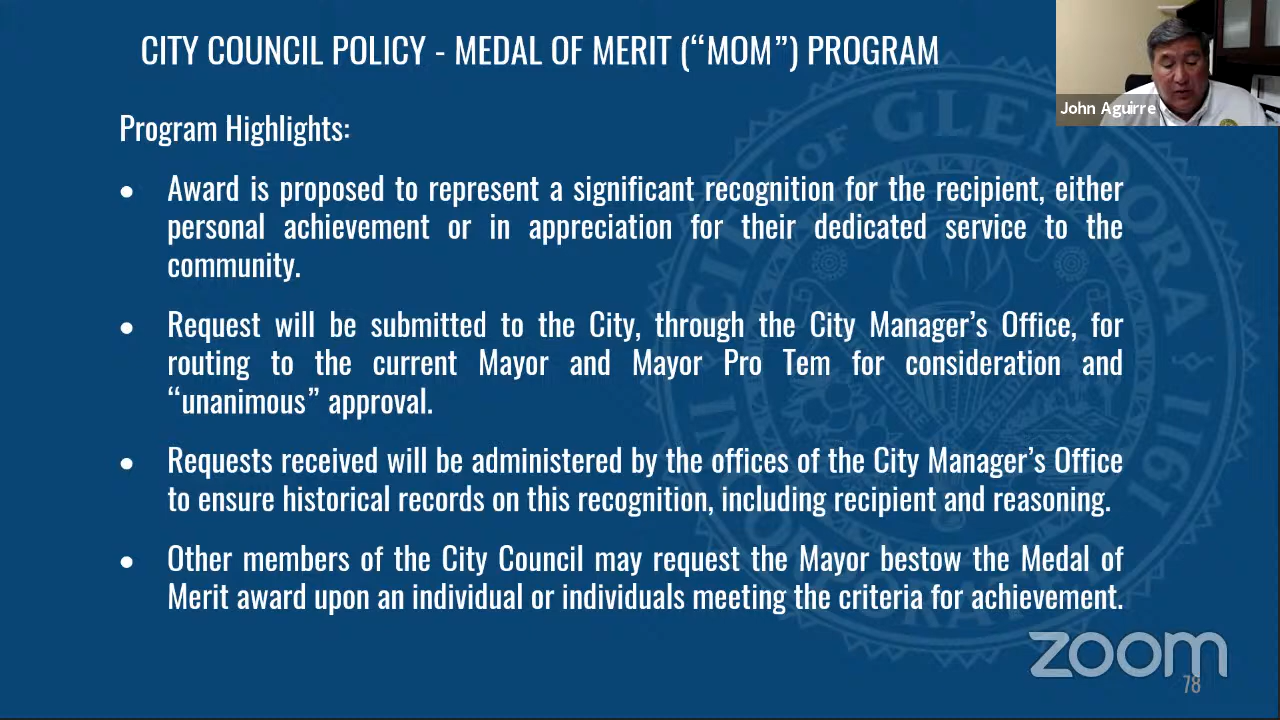 CITY COUNCIL POLICY - MEDAL OF MERIT (“MOM”) PROGRAM
John Aguirre
Program Highlights:
● Award is proposed to represent a significant recognition for the recipient, either
personal achievement or in appreciation for their dedicated service to the
community.
● Request will be submitted to the City, through the City Manager’s Office, for
routing to the current Mayor and Mayor Pro Tem for consideration and
“unanimous” approval.
● Requests received will be administered by the offices of the City Manager’s Office
to ensure historical records on this recognition, including recipient and reasoning.
● Other members of the City Council may request the Mayor bestow the Medal of
Merit award upon an individual or individuals meeting the criteria for achievement.
CITY OF GLENDORA
1911
zoom
78